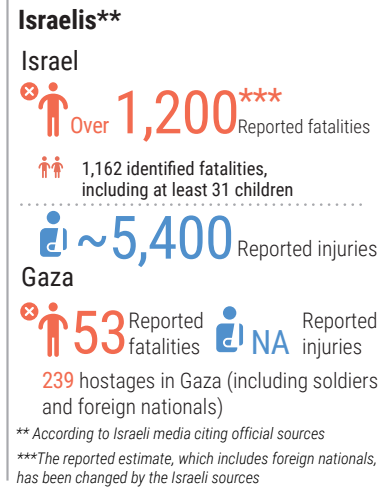 Israelis**
Israel
Over 1,200*** Reported fatalities
1,162 identified fatalities,
including at least 31 children
~5,400 Reported injuries
Gaza
53 Reported fatalities NA Reported injuries
239 hostages in Gaza (including soldiers
and foreign nationals)
** According to Israeli media citing official sources
***The reported estimate, which includes foreign nationals,
has been changed by the Israeli sources